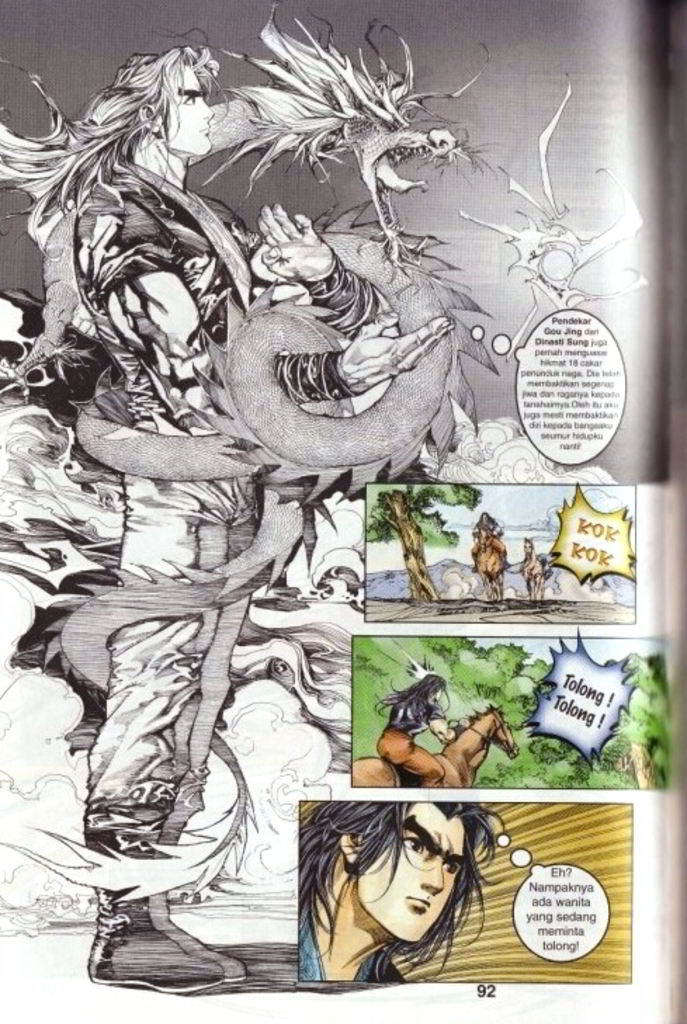 Pendekar
Gou Jing dari
Dinasti Sung juga
pernah menguasai
hikmat 18 cakar
penunduk naga. Dia telah
membaktikan segenap
jiwa dan raganya kepada
tanahairnya.Oleh itu aku
juga mesti membaktikan
diri kepada bangsaku
seumur hidupku
nanti!
KOK
KOK
Tolong !
Tolong !
Eh?
Nampaknya
ada wanita
yang sedang
meminta
tolong!
92